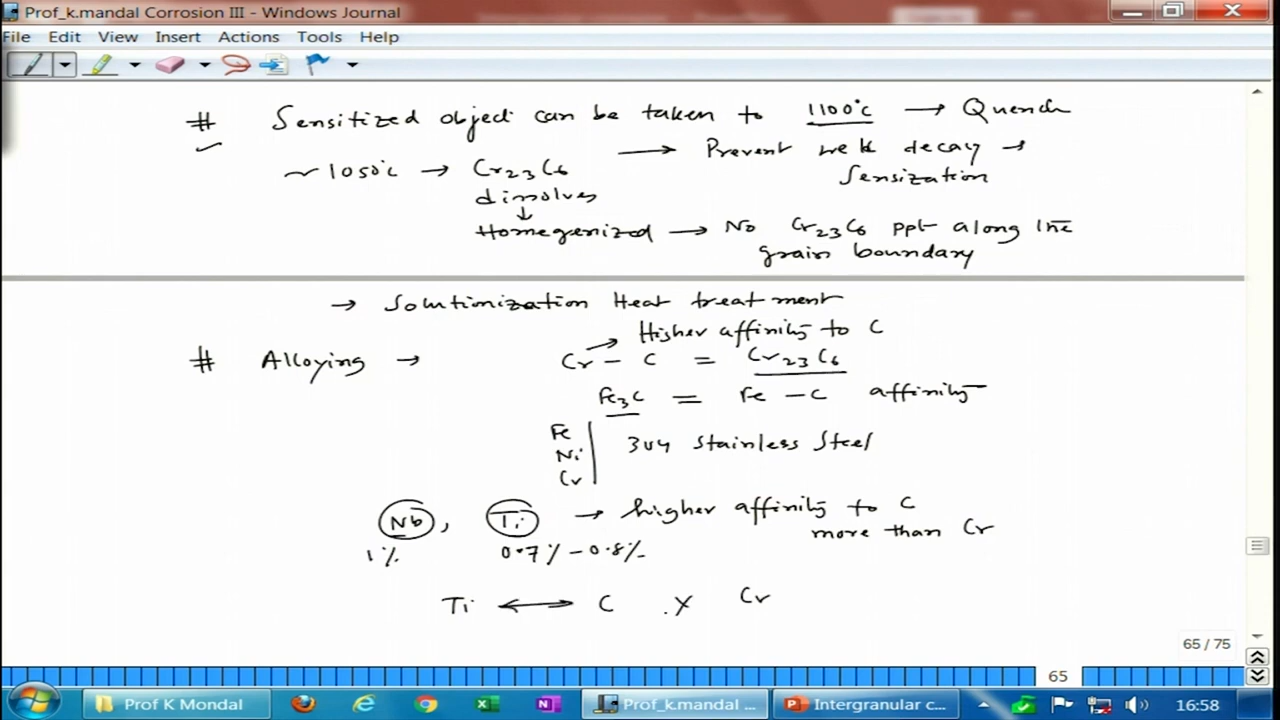 Prof_k.mandal Corrosion III - Windows Journal
File Edit View Insert Actions Tools Help
# Sensitized object can be taken to 1100°C → Quench
~ 1050°C → Cr23C6 → Prevent weld decay →
dissolves Sensization
↓
Homogenized → No Cr23C6 ppt along the
grain boundary
→ Solutionization Heat treatment
→ Higher affinity to C
# Alloying → Cr - C = Cr23C6
Fe3C = Fe - C affinity
Fe
Ni 304 Stainless Steel
Cr
Nb, Ti → higher affinity to C
more than Cr
1% 0.7% - 0.8%
Ti ↔ C . X Cr
65 / 75
65
Prof K Mondal
Prof_k.mandal ...
Intergranular c...
16:58